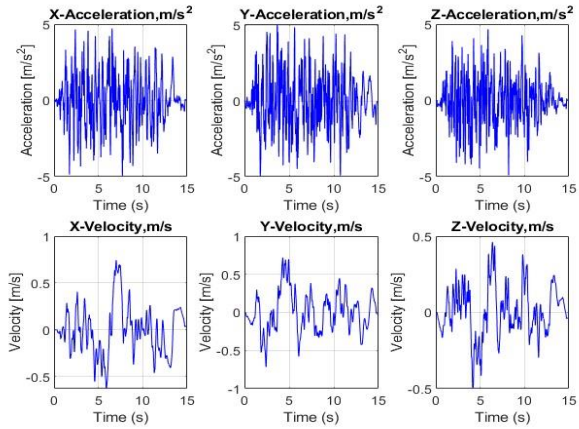 X-Acceleration,m/s²
Y-Acceleration,m/s²
Z-Acceleration,m/s²
Acceleration [m/s²]
5
0
-5
0
5
10
15
Time (s)
Acceleration [m/s²]
5
0
-5
0
5
10
15
Time (s)
Acceleration [m/s²]
5
0
-5
0
5
10
15
Time (s)
X-Velocity,m/s
Y-Velocity,m/s
Z-Velocity,m/s
Velocity [m/s]
1
0.5
0
-0.5
0
5
10
15
Time (s)
Velocity [m/s]
1
0.5
0
-0.5
-1
0
5
10
15
Time (s)
Velocity [m/s]
0.5
0
-0.5
0
5
10
15
Time (s)